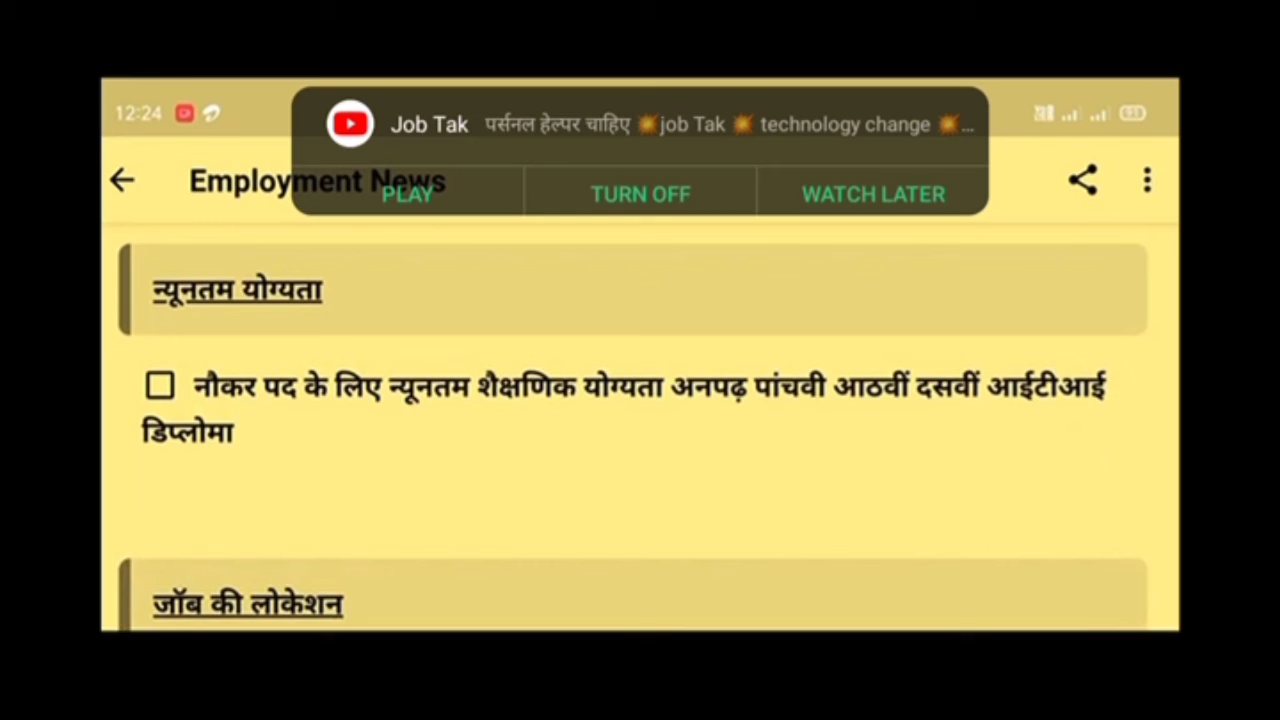 12:24
Job Tak पर्सनल हेल्पर चाहिए 💥job Tak 💥 technology change 💥...
Employment News
PLAY TURN OFF WATCH LATER
न्यूनतम योग्यता
☐ नौकर पद के लिए न्यूनतम शैक्षणिक योग्यता अनपढ़ पांचवी आठवीं दसवीं आईटीआई
डिप्लोमा
जॉब की लोकेशन